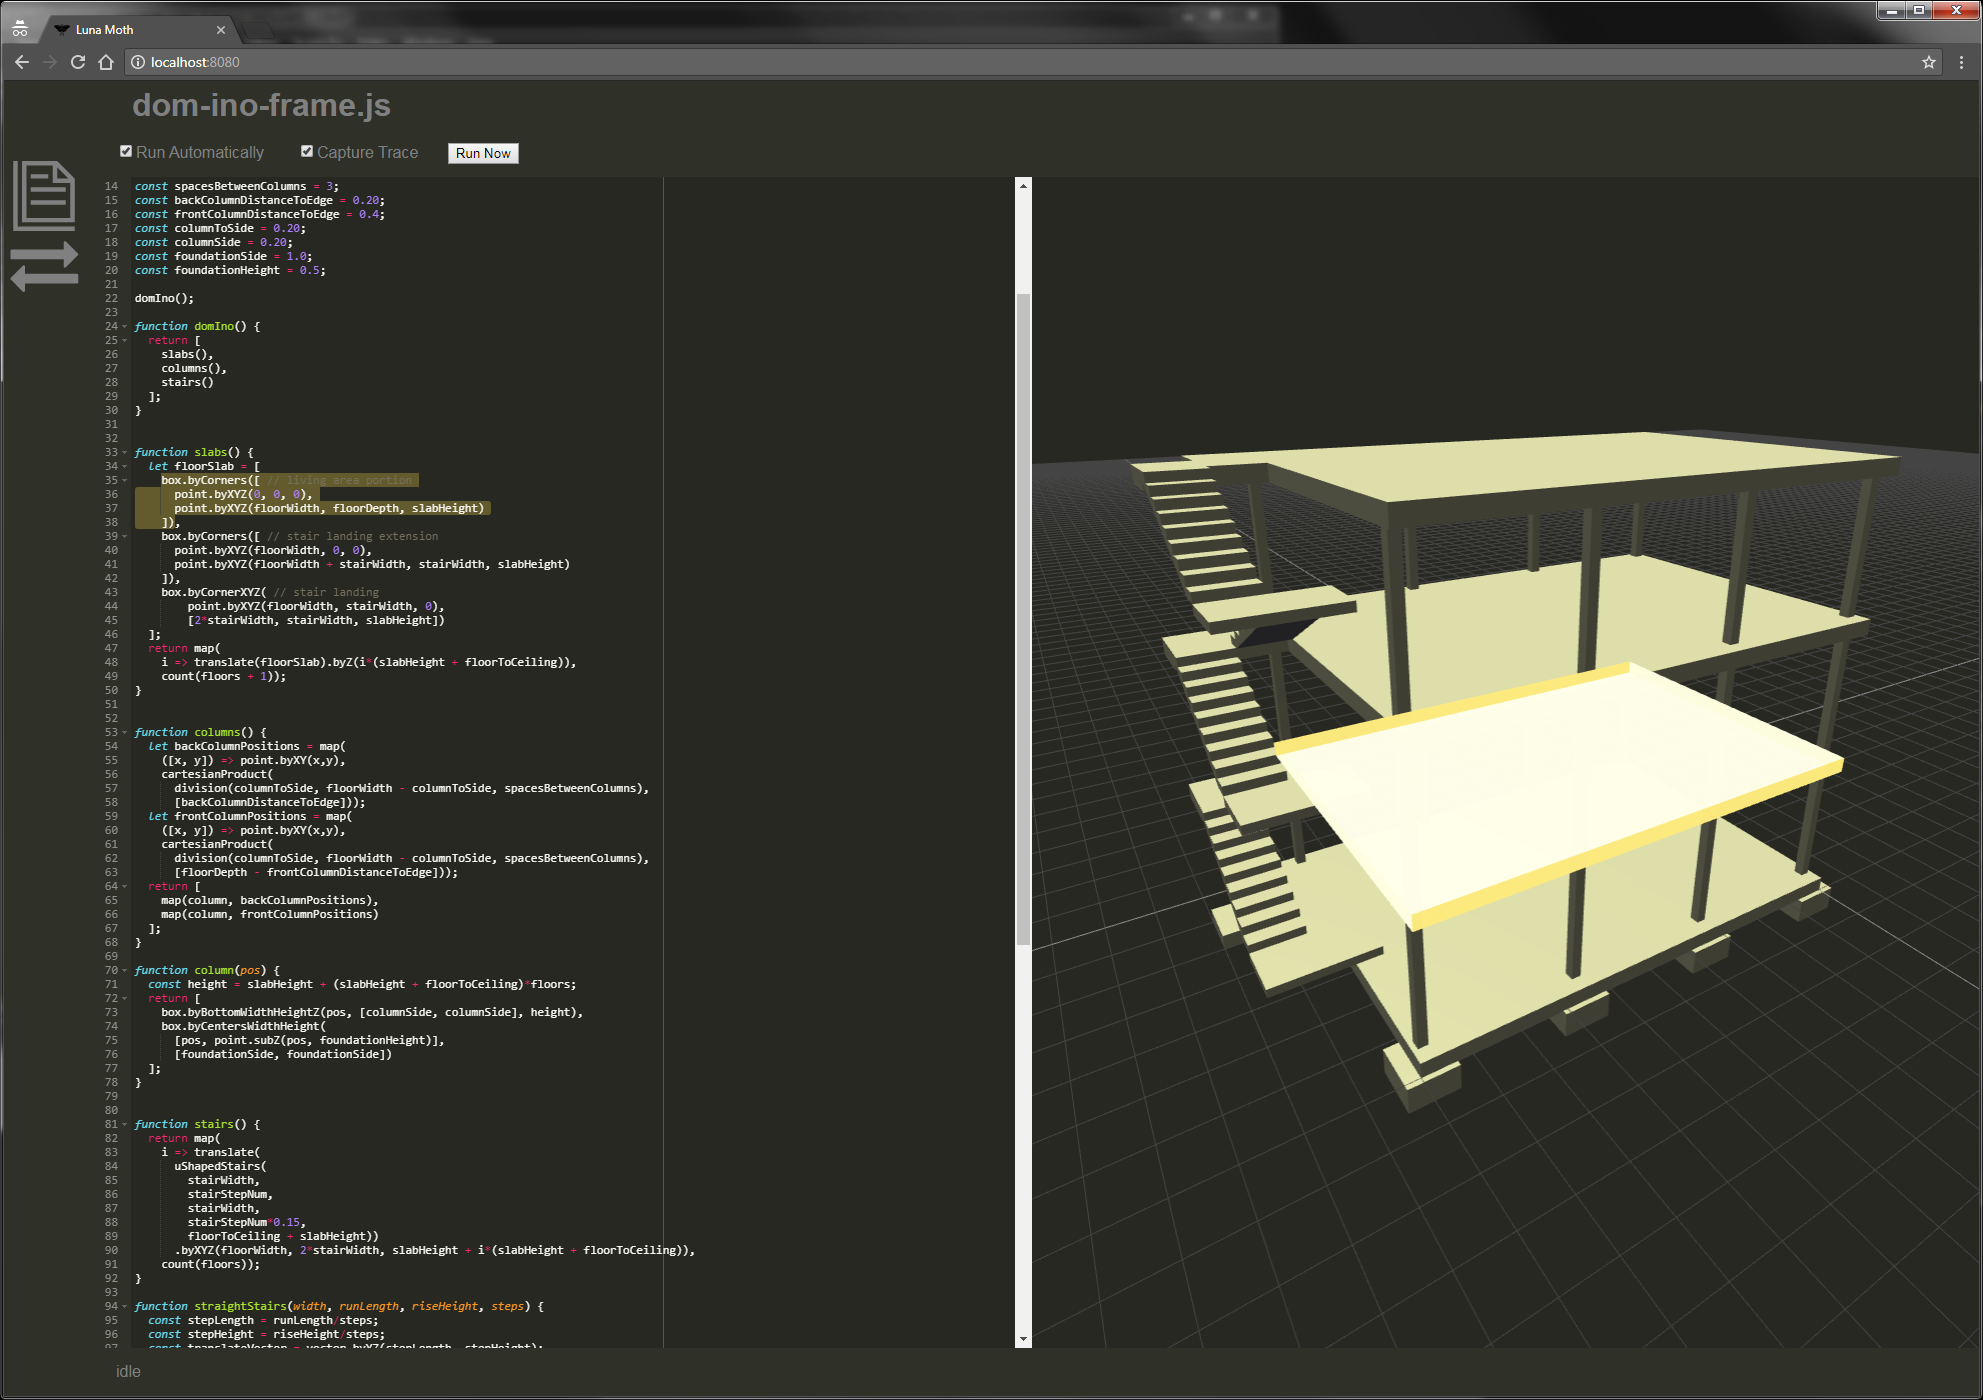 Luna Moth
localhost:8080
dom-ino-frame.js
Run Automatically
Capture Trace
Run Now
14 const spacesBetweenColumns = 3;
15 const backColumnDistanceToEdge = 0.20;
16 const frontColumnDistanceToEdge = 0.4;
17 const columnToSide = 0.20;
18 const columnSide = 0.20;
19 const foundationSide = 1.0;
20 const foundationHeight = 0.5;
21
22 domIno();
23
24 function domIno() {
25 return [
26 slabs(),
27 columns(),
28 stairs()
29 ];
30 }
31
32
33 function slabs() {
34 let floorSlab = [
35 box.byCorners([ // living area portion
36 point.byXYZ(0, 0, 0),
37 point.byXYZ(floorWidth, floorDepth, slabHeight)
38 ]),
39 box.byCorners([ // stair landing extension
40 point.byXYZ(floorWidth, 0, 0),
41 point.byXYZ(floorWidth + stairWidth, stairWidth, slabHeight)
42 ]),
43 box.byCornerXYZ( // stair landing
44 point.byXYZ(floorWidth, stairWidth, 0),
45 [2*stairWidth, stairWidth, slabHeight])
46 ];
47 return map(
48 i => translate(floorSlab).byZ(i*(slabHeight + floorToCeiling)),
49 count(floors + 1));
50 }
51
52
53 function columns() {
54 let backColumnPositions = map(
55 ([x, y]) => point.byXY(x,y),
56 cartesianProduct(
57 division(columnToSide, floorWidth - columnToSide, spacesBetweenColumns),
58 [backColumnDistanceToEdge]));
59 let frontColumnPositions = map(
60 ([x, y]) => point.byXY(x,y),
61 cartesianProduct(
62 division(columnToSide, floorWidth - columnToSide, spacesBetweenColumns),
63 [floorDepth - frontColumnDistanceToEdge]));
64 return [
65 map(column, backColumnPositions),
66 map(column, frontColumnPositions)
67 ];
68 }
69
70 function column(pos) {
71 const height = slabHeight + (slabHeight + floorToCeiling)*floors;
72 return [
73 box.byBottomWidthHeightZ(pos, [columnSide, columnSide], height),
74 box.byCentersWidthHeight(
75 [pos, point.subZ(pos, foundationHeight)],
76 [foundationSide, foundationSide])
77 ];
78 }
79
80
81 function stairs() {
82 return map(
83 i => translate(
84 uShapedStairs(
85 stairWidth,
86 stairStepNum,
87 stairWidth,
88 stairStepNum*0.15,
89 floorToCeiling + slabHeight))
90 .byXYZ(floorWidth, 2*stairWidth, slabHeight + i*(slabHeight + floorToCeiling)),
91 count(floors));
92 }
93
94 function straightStairs(width, runLength, riseHeight, steps) {
95 const stepLength = runLength/steps;
96 const stepHeight = riseHeight/steps;
97 const translateVector = vector.byXYZ(stepLength, stepHeight);
idle